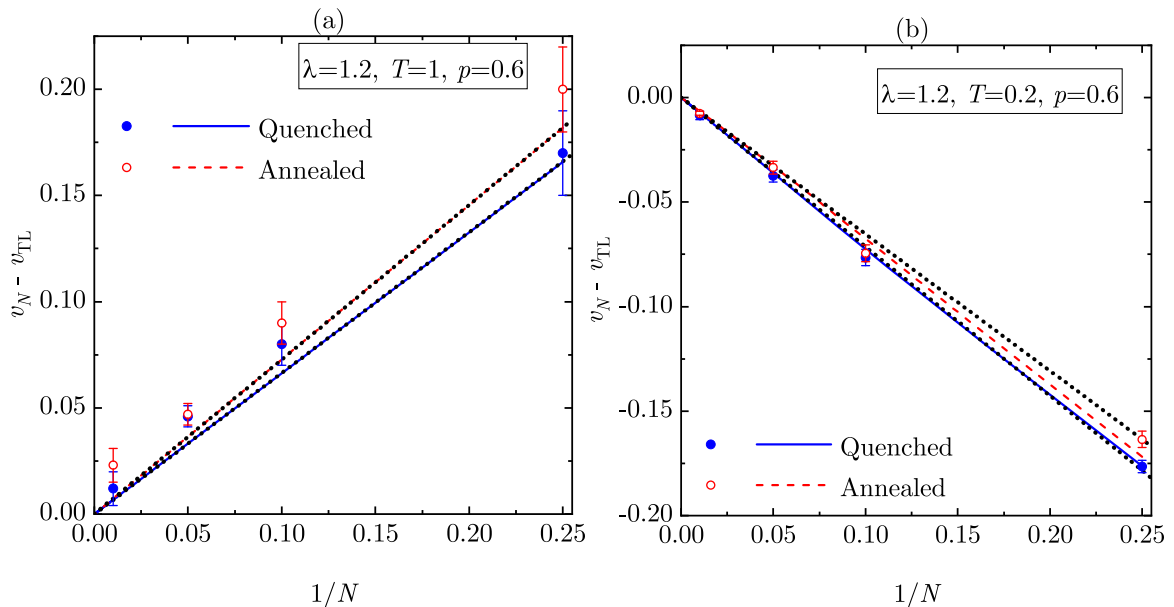 (a)
λ=1.2, T=1, p=0.6
Quenched
Annealed
0.20
0.15
0.10
0.05
0.00
v_N - v_TL
0.00 0.05 0.10 0.15 0.20 0.25
1/N
(b)
λ=1.2, T=0.2, p=0.6
0.00
-0.05
-0.10
-0.15
-0.20
v_N - v_TL
Quenched
Annealed
0.00 0.05 0.10 0.15 0.20 0.25
1/N